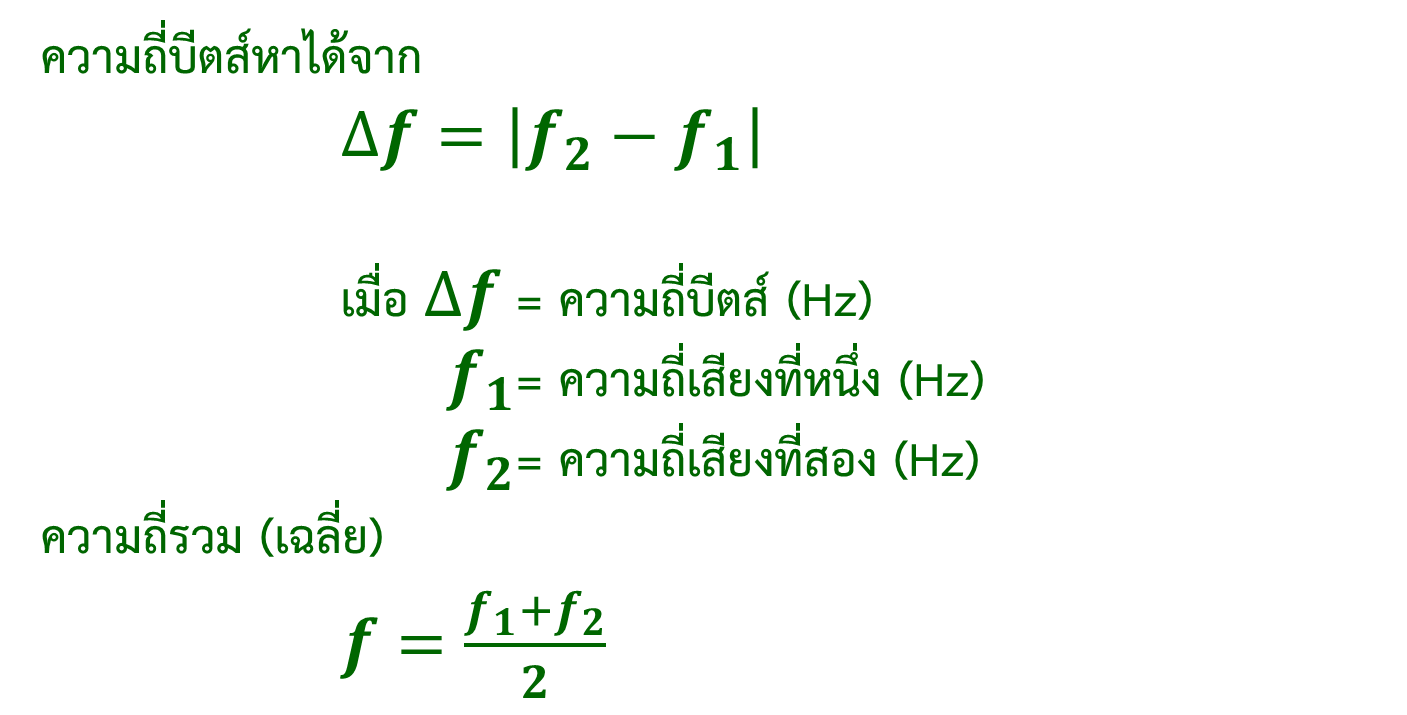 ความถี่บีตส์หาได้จาก
Δf = |f₂ − f₁|
เมื่อ Δf = ความถี่บีตส์ (Hz)
f₁ = ความถี่เสียงที่หนึ่ง (Hz)
f₂ = ความถี่เสียงที่สอง (Hz)
ความถี่รวม (เฉลี่ย)
f = (f₁+f₂)/2